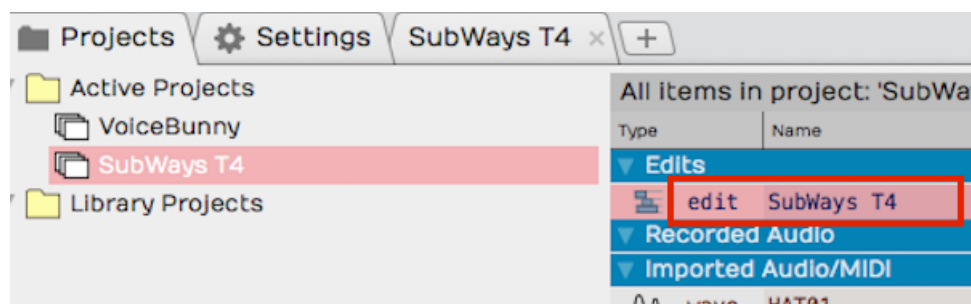 Projects Settings SubWays T4 × +
Active Projects
VoiceBunny
SubWays T4
Library Projects
All items in project: 'SubWa
Type Name
Edits
edit SubWays T4
Recorded Audio
Imported Audio/MIDI
wave HAT01